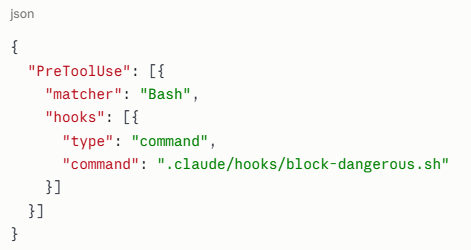 json
{
  "PreToolUse": [{
    "matcher": "Bash",
    "hooks": [{
      "type": "command",
      "command": ".claude/hooks/block-dangerous.sh"
    }]
  }]
}